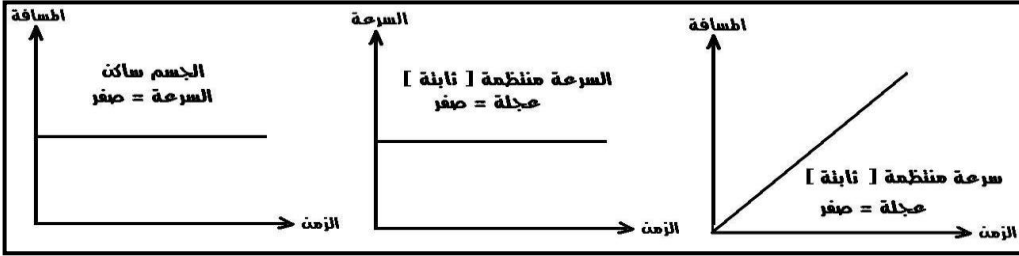 المسافة
سرعة منتظمة [ ثابتة ]
عجلة = صفر
الزمن
السرعة
السرعة منتظمة [ ثابتة ]
عجلة = صفر
الزمن
المسافة
الجسم ساكن
السرعة = صفر
الزمن